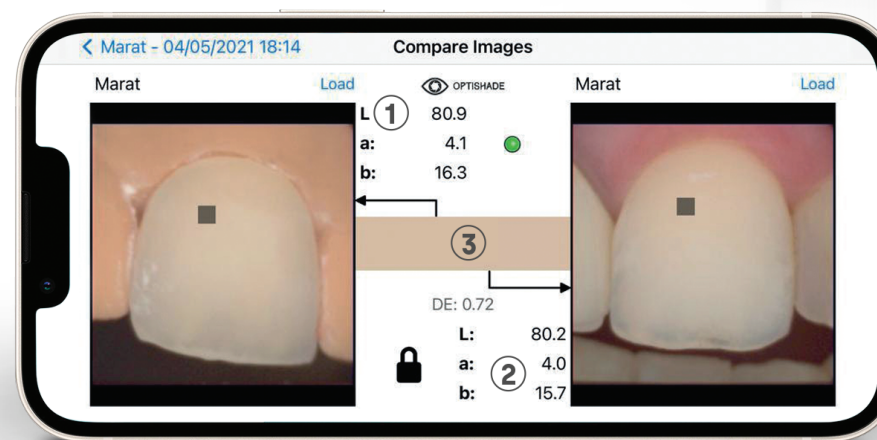 Marat - 04/05/2021 18:14
Compare Images
Marat
Load
OPTISHADE
Marat
Load
L 1 80.9
a: 4.1
b: 16.3
3
DE: 0.72
L: 80.2
a: 2 4.0
b: 15.7